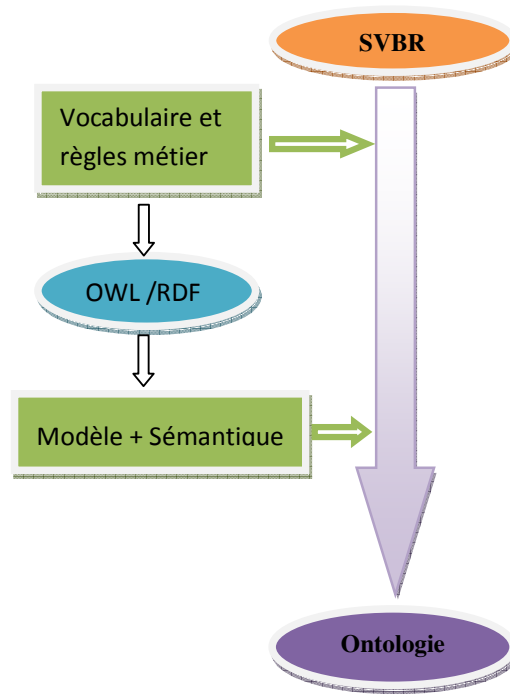 SVBR
Vocabulaire et
règles métier
OWL /RDF
Modèle + Sémantique
Ontologie